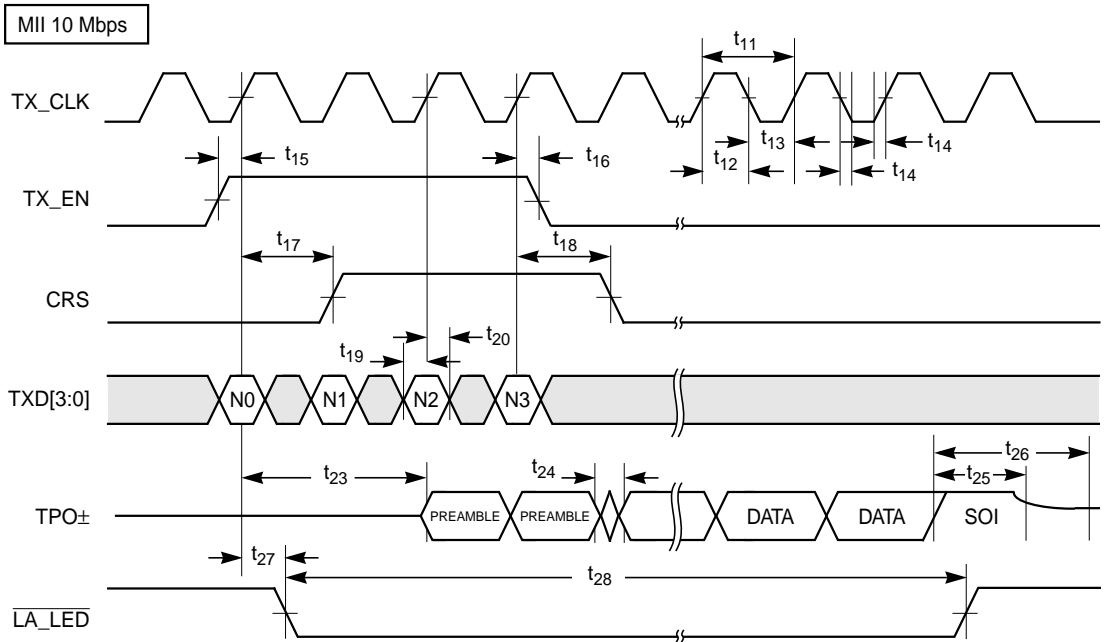 MII 10 Mbps
t11
TX_CLK
t15
t16
t12
t13
t14
t14
TX_EN
t17
t18
CRS
t19
t20
TXD[3:0]
N0
N1
N2
N3
t23
t24
t26
t25
TPO±
PREAMBLE
PREAMBLE
DATA
DATA
SOI
t27
t28
LA_LED